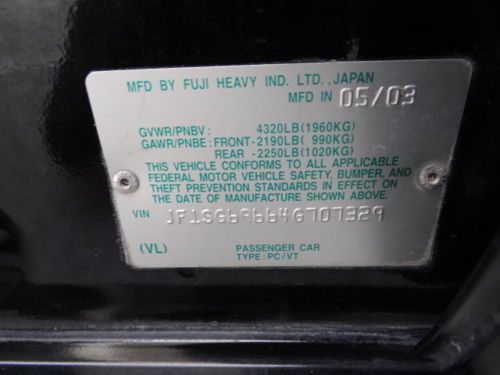 MFD BY FUJI HEAVY IND. LTD., JAPAN
MFD IN 05/03
GVWR/PNBV: 4320LB(1960KG)
GAWR/PNBE: FRONT-2190LB( 990KG)
REAR -2250LB(1020KG)
THIS VEHICLE CONFORMS TO ALL APPLICABLE
FEDERAL MOTOR VEHICLE SAFETY, BUMPER, AND
THEFT PREVENTION STANDARDS IN EFFECT ON
THE DATE OF MANUFACTURE SHOWN ABOVE.
VIN JF1SG69664G707329
(VL) PASSENGER CAR
TYPE: PC/VT